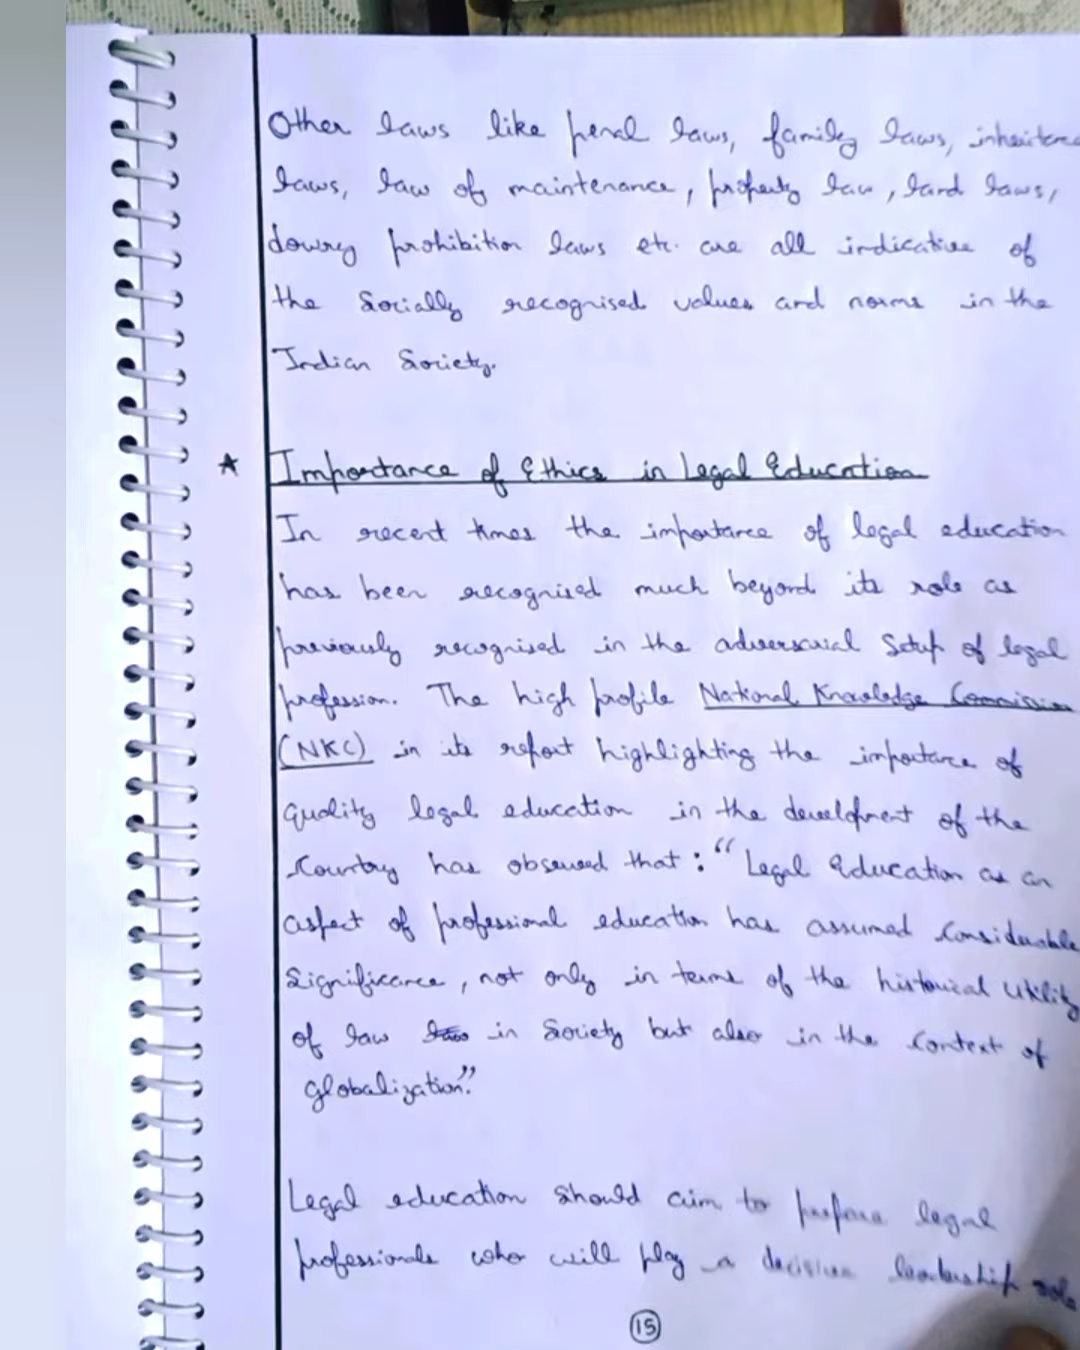 Other laws like penal laws, family laws,
laws, law of maintenance, property law, land laws,
dowry prohibition laws etc. are all indicative of
the Socially recognised values and norms in the
Indian Society.
★ Importance of Ethics in Legal Education
In recent times the importance of legal education
has been recognised much beyond its role as
previously recognised in the adversarial Setup of legal
profession. The high profile National Knowledge Commission
(NKC) in its report highlighting the importance of
quality legal education in the development of the
Country has observed that : "Legal Education as an
aspect of professional education has assumed Considerable
Significance, not only in terms of the historical Utility
of law in Society but also in the Context of
globalization."
Legal education Should aim to prepare legal
professionals who will play a decisive leadership role
15